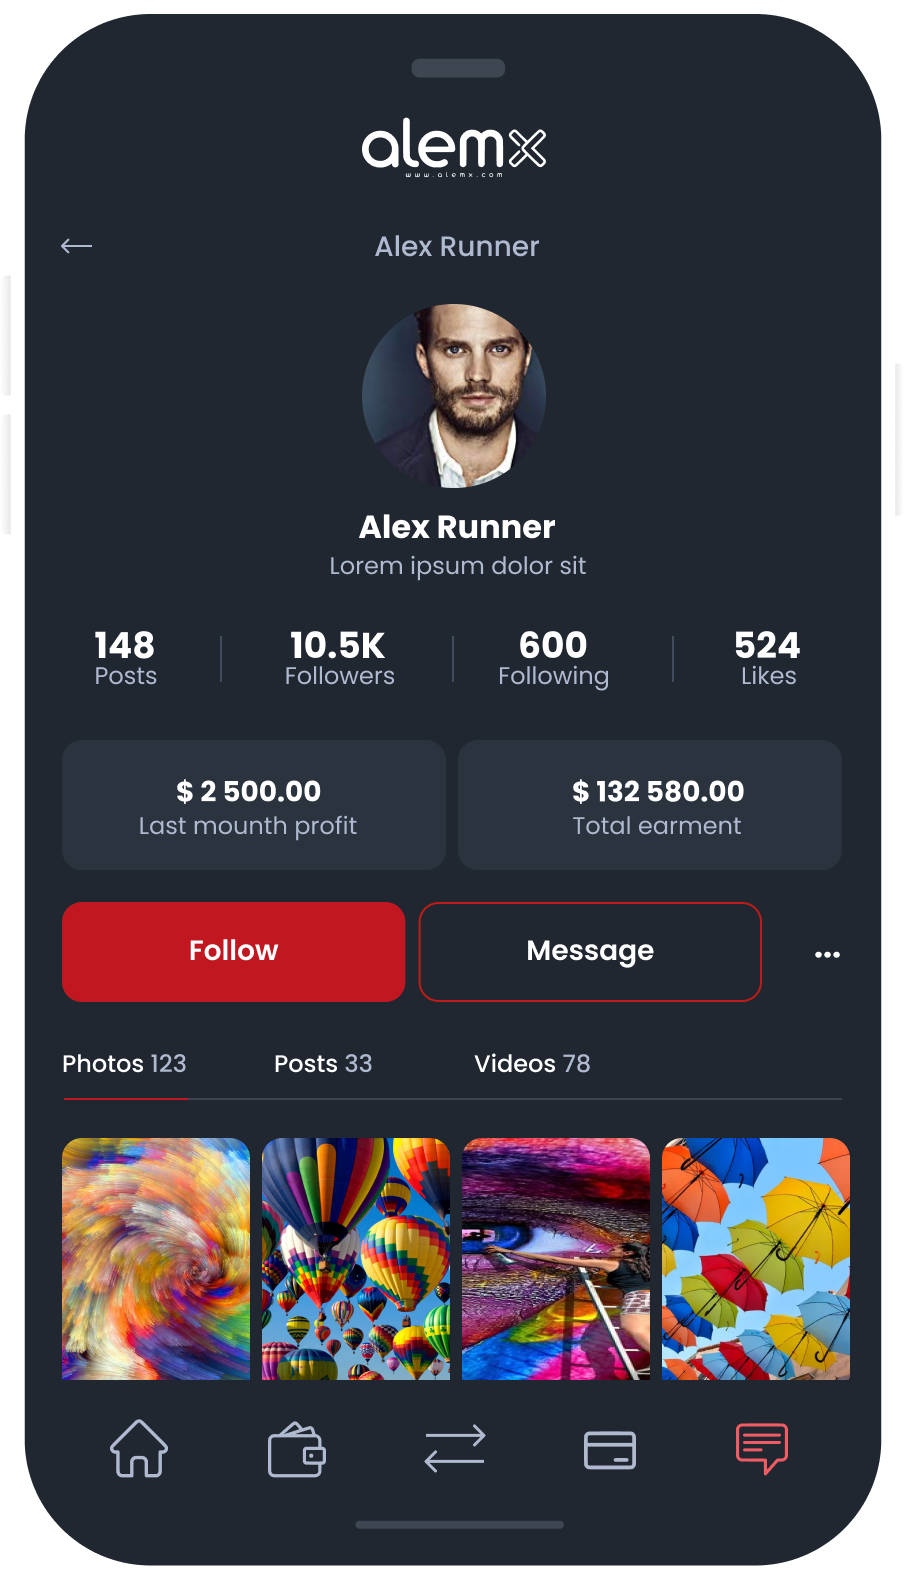 alemx
www.alemx.com
Alex Runner
Alex Runner
Lorem ipsum dolor sit
148 10.5K 600 524
Posts Followers Following Likes
$ 2 500.00 $ 132 580.00
Last mounth profit Total earment
Follow Message ...
Photos 123 Posts 33 Videos 78